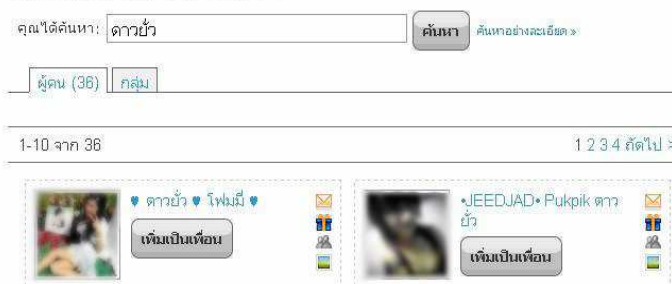 คุณได้ค้นหา: ดาวยั่ว ค้นหา ค้นหาอย่างละเอียด »
ผู้คน (36) กลุ่ม
1-10 จาก 36 1 2 3 4 ถัดไป >
♥ ดาวยั่ว ♥ โฟมมี่ ♥
เพิ่มเป็นเพื่อน
•JEEDJAD• Pukpik ดาว
ยั่ว
เพิ่มเป็นเพื่อน